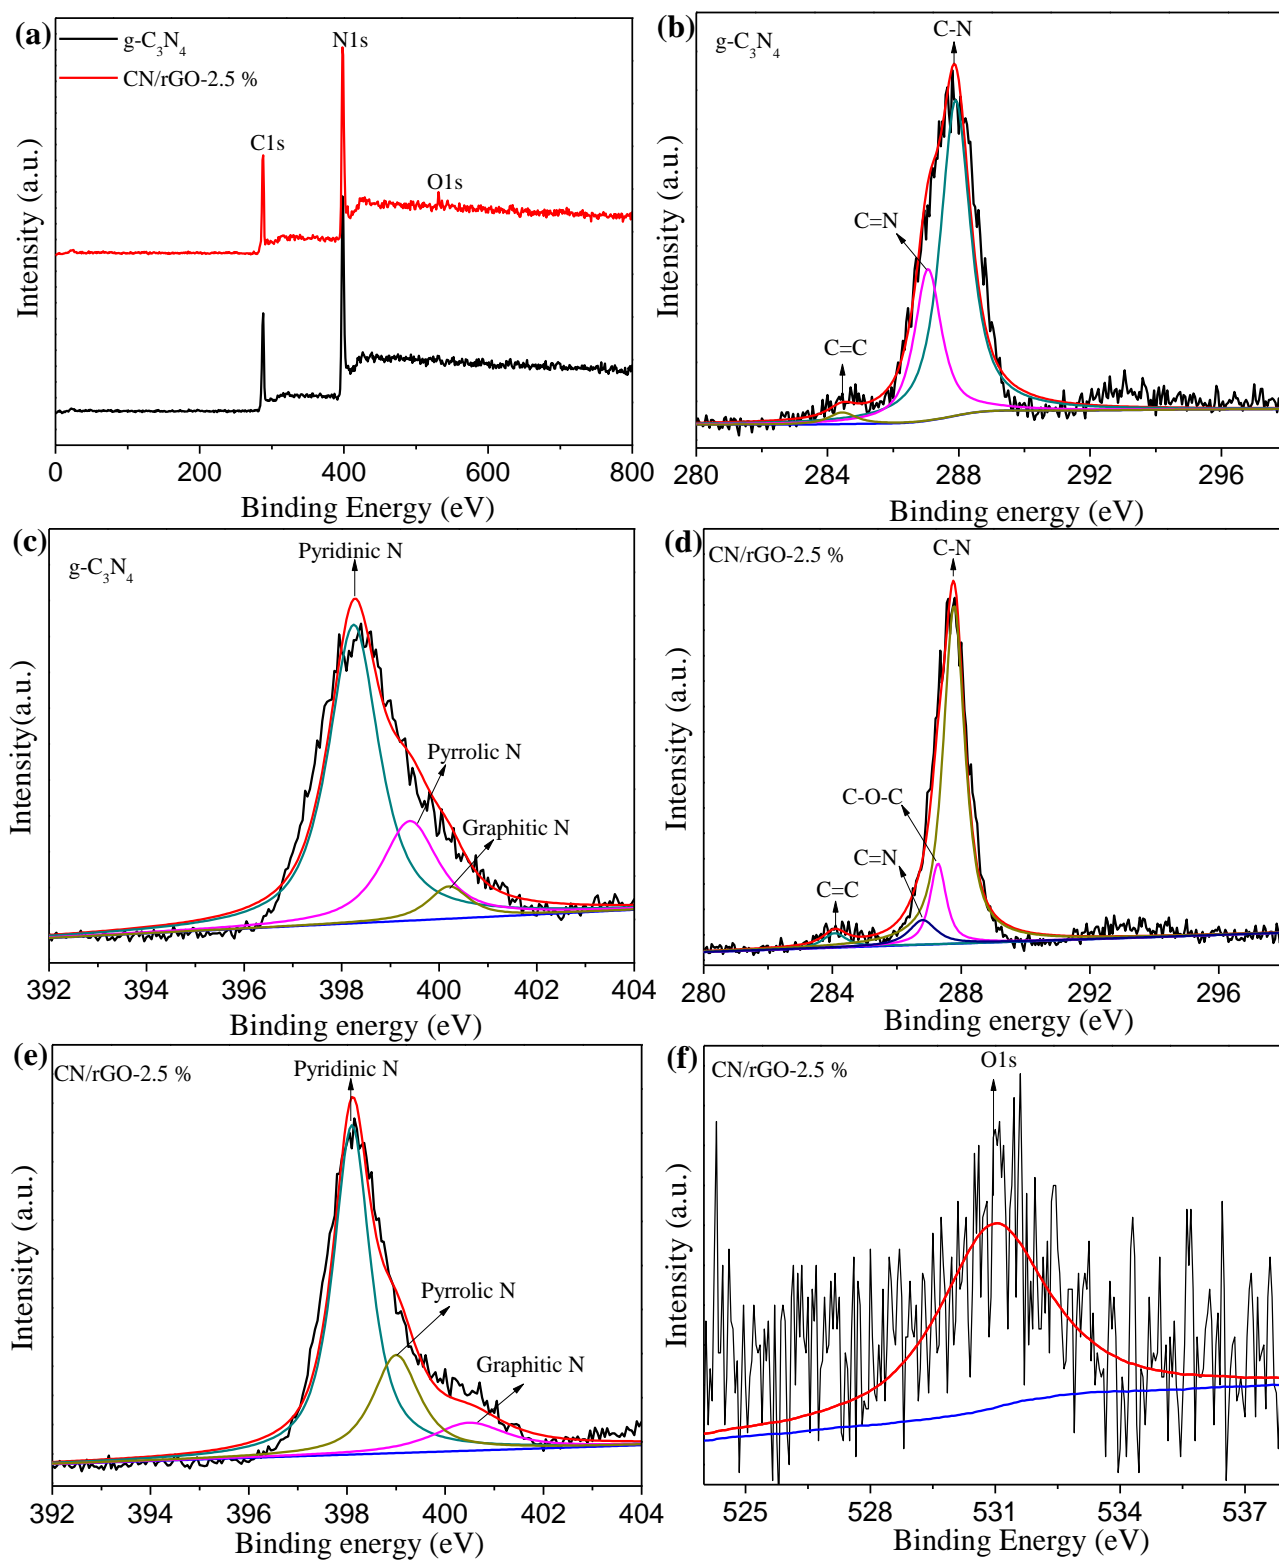 (a)
g-C₃N₄
CN/rGO-2.5 %
N1s
C1s
O1s
Intensity (a.u.)
0 200 400 600 800
Binding Energy (eV)
(b)
g-C₃N₄
C-N
C=N
C=C
Intensity (a.u.)
280 284 288 292 296
Binding energy (eV)
(c)
g-C₃N₄
Pyridinic N
Pyrrolic N
Graphitic N
Intensity(a.u.)
392 394 396 398 400 402 404
Binding energy (eV)
(d)
CN/rGO-2.5 %
C-N
C-O-C
C=N
C=C
Intensity (a.u.)
280 284 288 292 296
Binding energy (eV)
(e)
CN/rGO-2.5 %
Pyridinic N
Pyrrolic N
Graphitic N
Intensity (a.u.)
392 394 396 398 400 402 404
Binding energy (eV)
(f)
CN/rGO-2.5 %
O1s
Intensity (a.u.)
525 528 531 534 537
Binding Energy (eV)